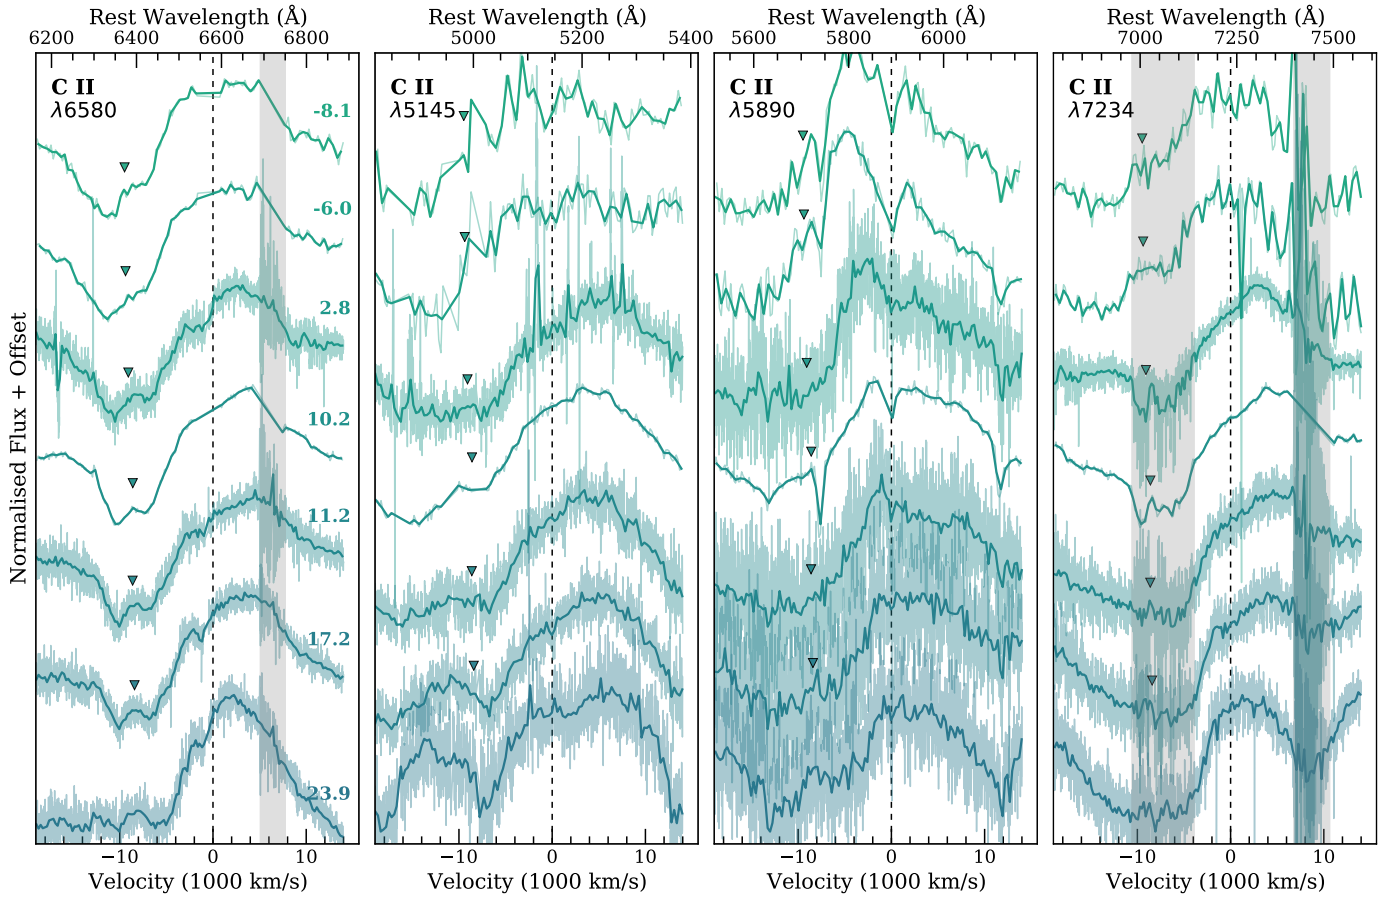 Rest Wavelength (Å)
Rest Wavelength (Å)
Rest Wavelength (Å)
Rest Wavelength (Å)
6200 6400 6600 6800
5000 5200 5400
5600 5800 6000
7000 7250 7500
C II
λ6580
C II
λ5145
C II
λ5890
C II
λ7234
-8.1
-6.0
2.8
10.2
11.2
17.2
23.9
Normalised Flux + Offset
−10 0 10
−10 0 10
−10 0 10
−10 0 10
Velocity (1000 km/s)
Velocity (1000 km/s)
Velocity (1000 km/s)
Velocity (1000 km/s)